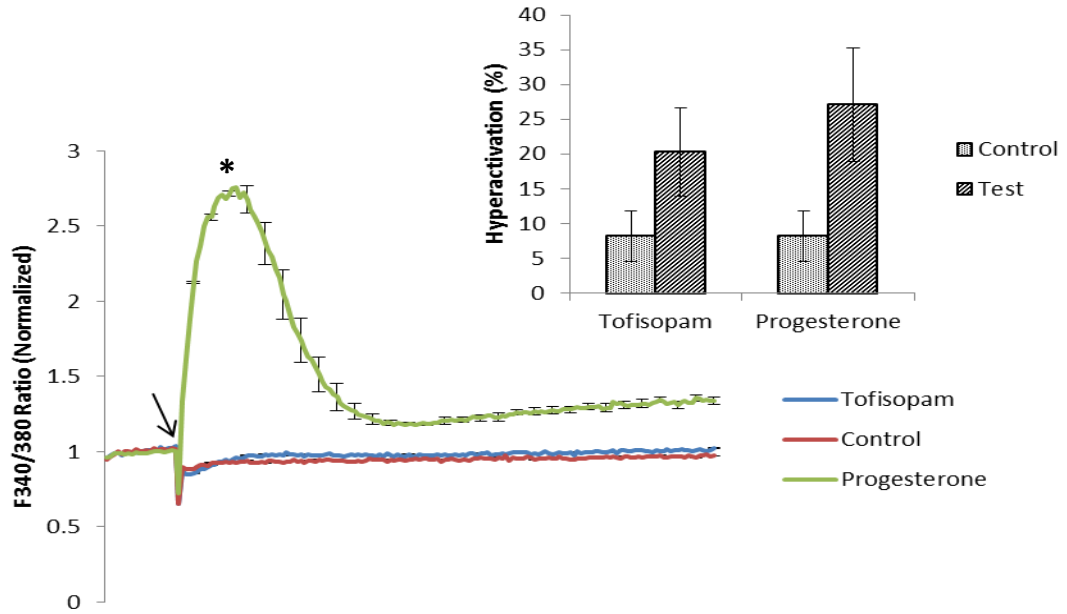 40
35
30
25
20
15
10
5
0
Hyperactivation (%)
Tofisopam Progesterone
Control
Test
3
2.5
2
1.5
1
0.5
0
F340/380 Ratio (Normalized)
*
Tofisopam
Control
Progesterone